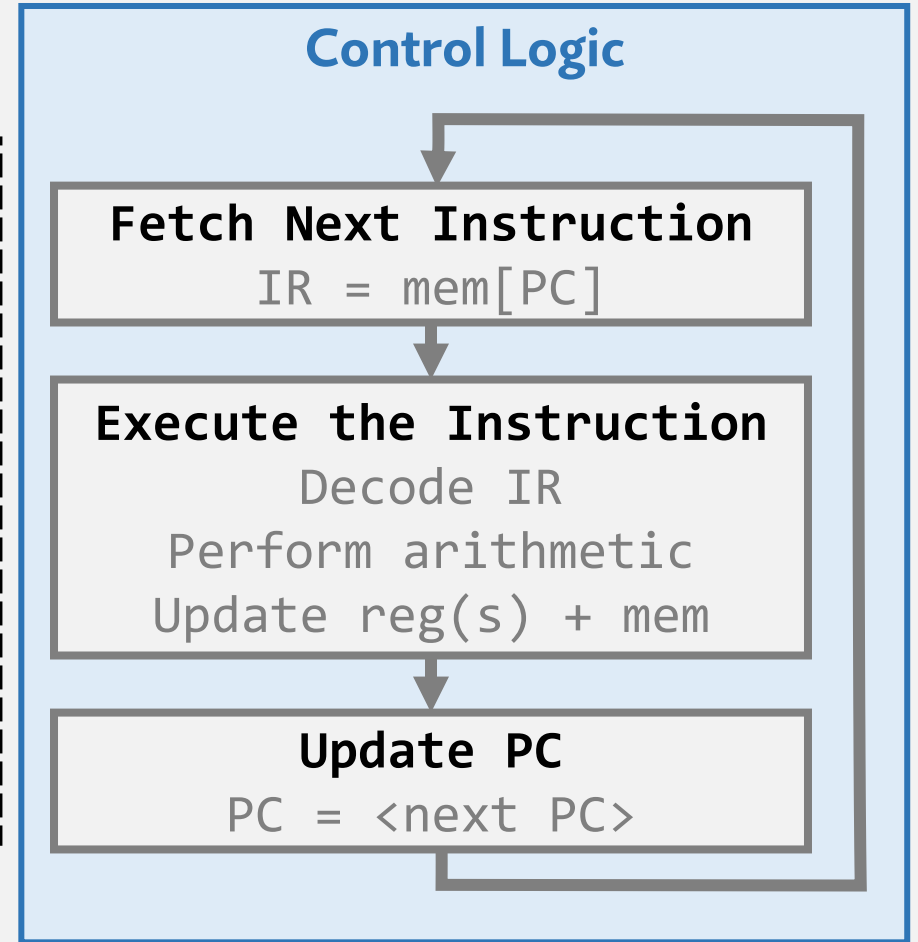 Control Logic
Fetch Next Instruction
IR = mem[PC]
Execute the Instruction
Decode IR
Perform arithmetic
Update reg(s) + mem
Update PC
PC = <next PC>